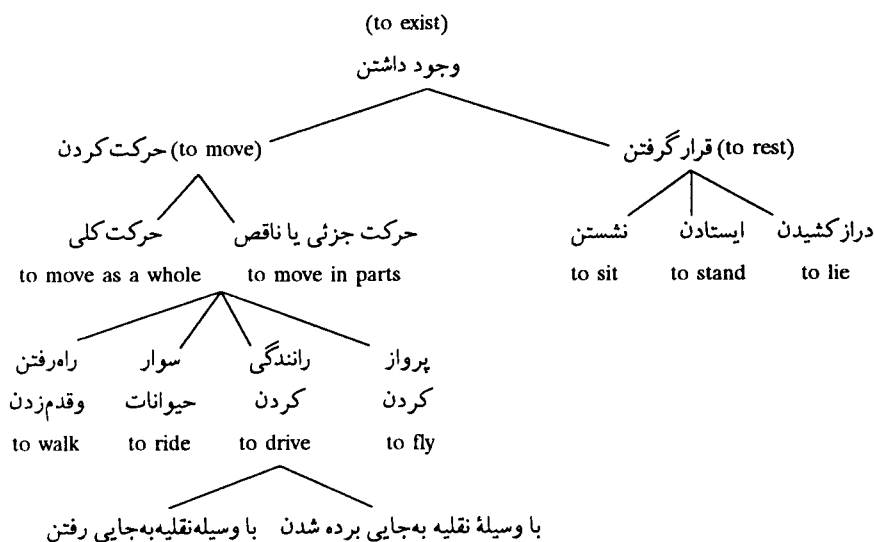 (to exist)
وجود داشتن
حرکت کردن (to move)
قرار گرفتن (to rest)
حرکت کلی
حرکت جزئی یا ناقص
نشستن
ایستادن
دراز کشیدن
to move as a whole
to move in parts
to sit
to stand
to lie
راه‌رفتن
سوار
رانندگی
پرواز
وقدم‌زدن
حیوانات
کردن
کردن
to walk
to ride
to drive
to fly
با وسیله‌نقلیه‌به‌جایی رفتن
با وسیلهٔ نقلیه به‌جایی برده شدن